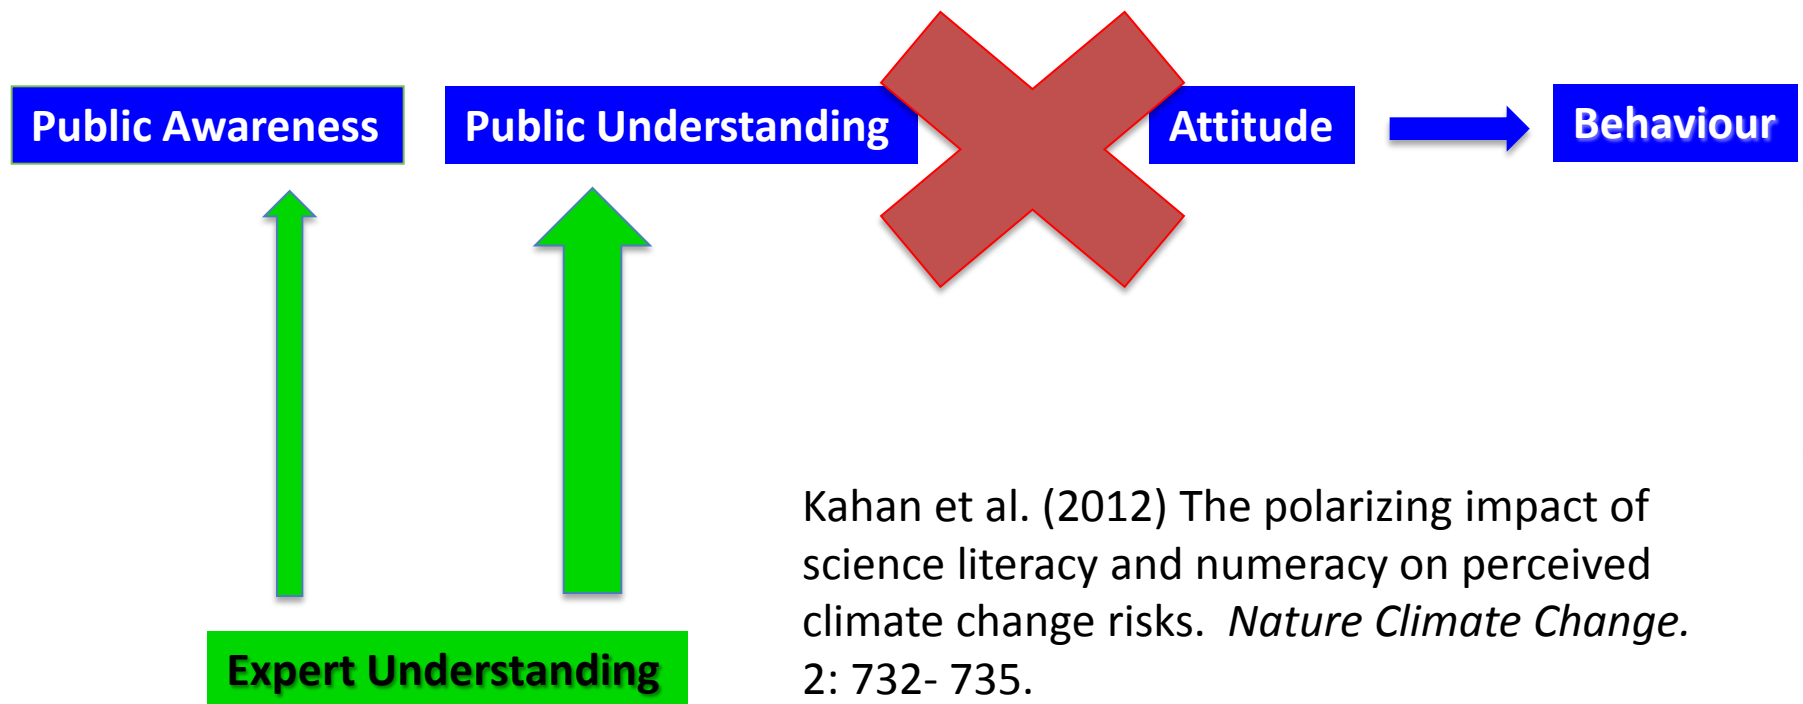 Public Awareness
Public Understanding
Attitude
Behaviour
Kahan et al. (2012) The polarizing impact of
science literacy and numeracy on perceived
climate change risks. Nature Climate Change.
2: 732- 735.
Expert Understanding